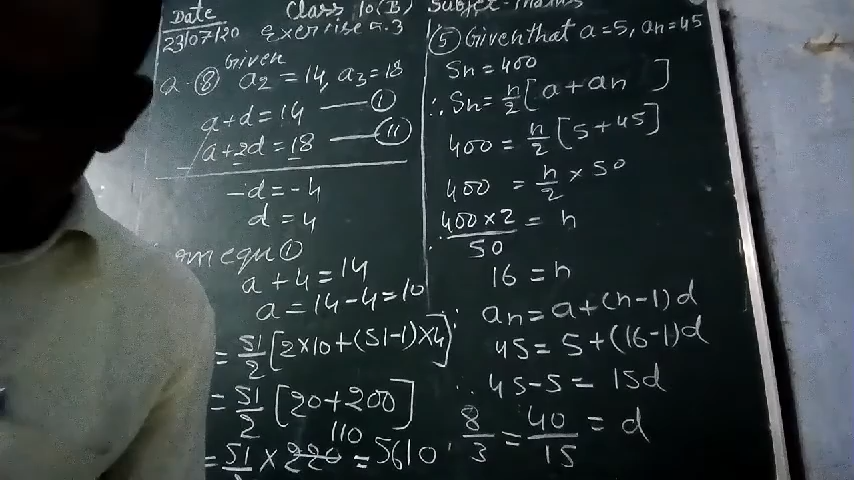 Date Class 10(B) Subject-maths
23/07/20 exercise 5.3
Given
Q-⑧ a2 = 14, a3 = 18
a+d = 14 —— ①
a+2d = 18 —— ⑪
-d = -4
d = 4
om equ ①
a + 4 = 14
a = 14-4 = 10
= 51/2 [2×10+(51-1)×4]
= 51/2 [20+200]
110
= 51/ × 220 = 5610
⑤ Given that a=5, an=45
Sn = 400
∴ Sn = n/2 [a + an]
400 = n/2 [5+45]
400 = n/2 × 50
400×2/50 = n
16 = n
∴ an = a+(n-1)d
45 = 5+(16-1)d
45-5 = 15d
8/3 = 40/15 = d